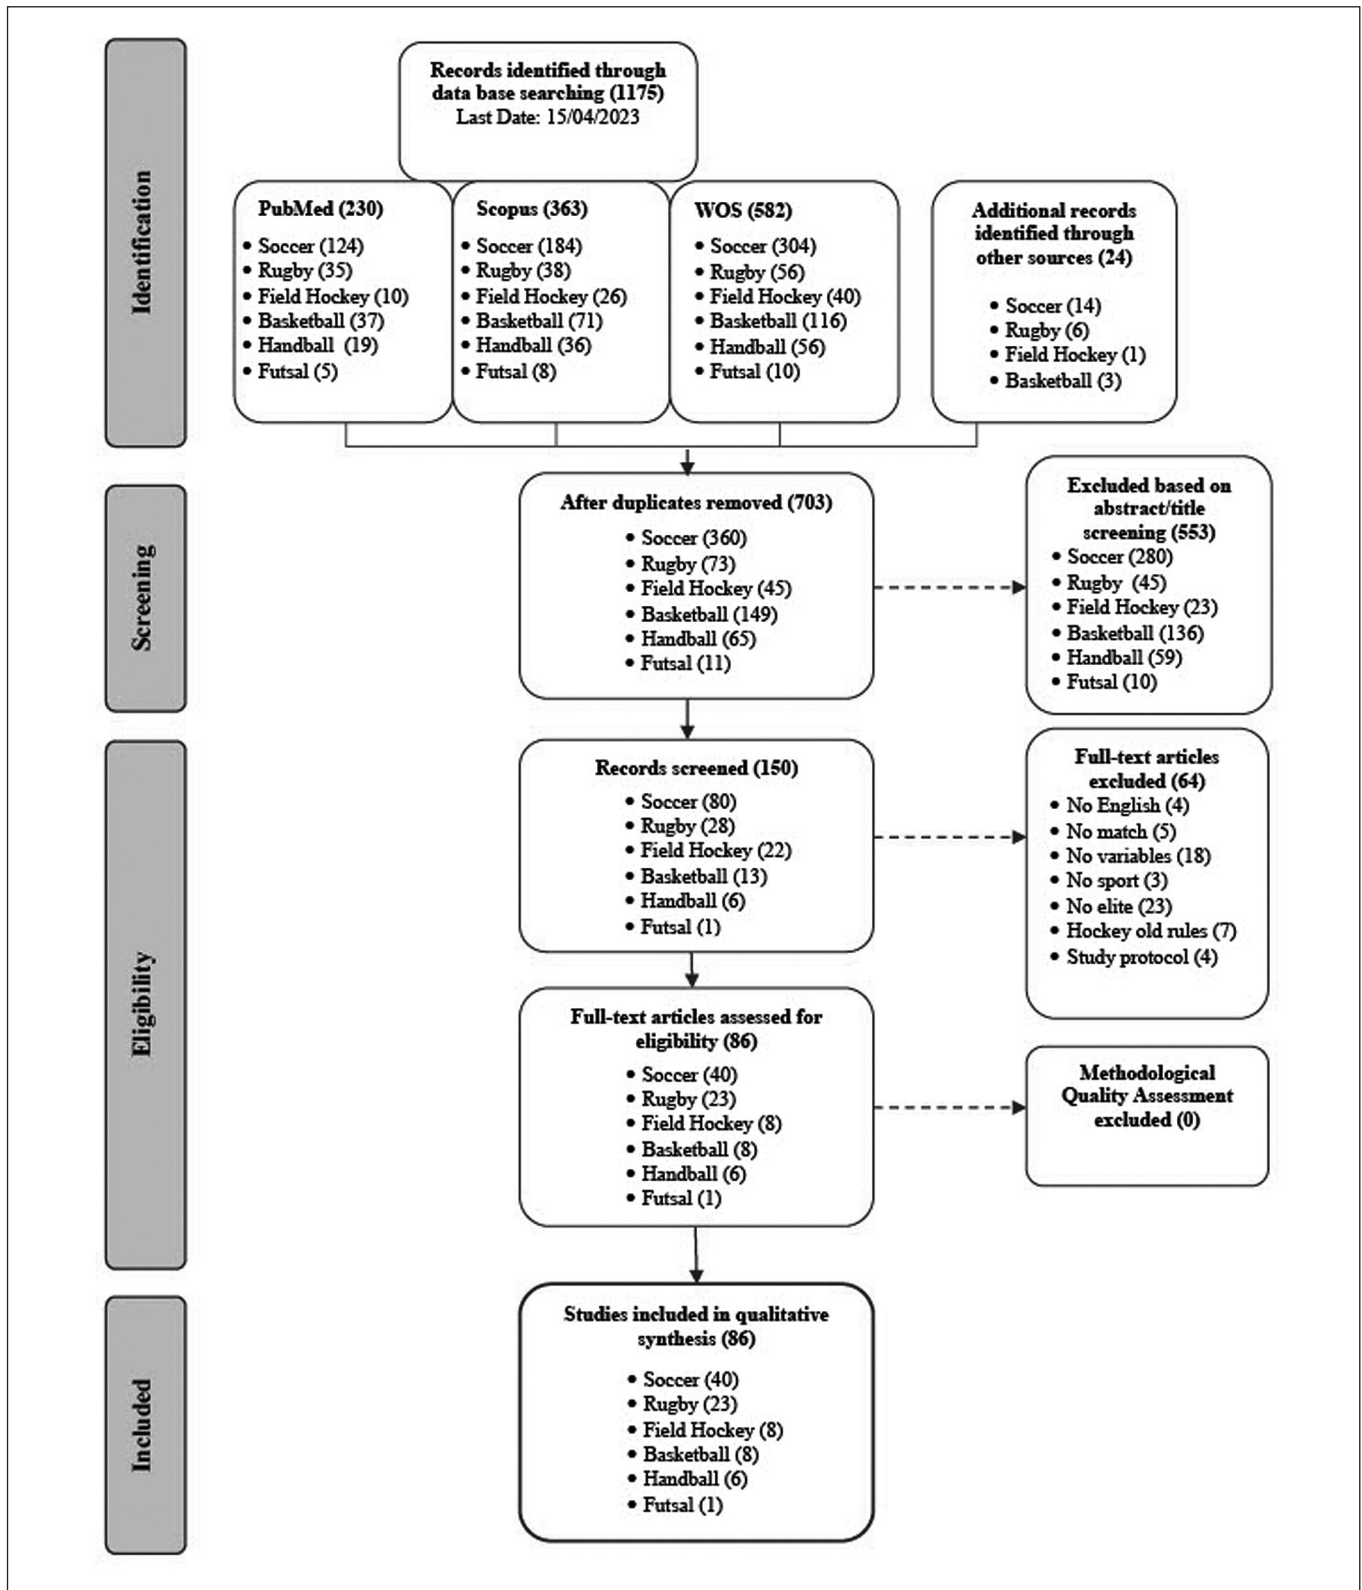 Identification
Records identified through
data base searching (1175)
Last Date: 15/04/2023
PubMed (230)
• Soccer (124)
• Rugby (35)
• Field Hockey (10)
• Basketball (37)
• Handball (19)
• Futsal (5)
Scopus (363)
• Soccer (184)
• Rugby (38)
• Field Hockey (26)
• Basketball (71)
• Handball (36)
• Futsal (8)
WOS (582)
• Soccer (304)
• Rugby (56)
• Field Hockey (40)
• Basketball (116)
• Handball (56)
• Futsal (10)
Additional records
identified through
other sources (24)
• Soccer (14)
• Rugby (6)
• Field Hockey (1)
• Basketball (3)
Screening
After duplicates removed (703)
• Soccer (360)
• Rugby (73)
• Field Hockey (45)
• Basketball (149)
• Handball (65)
• Futsal (11)
Excluded based on
abstract/title
screening (553)
• Soccer (280)
• Rugby (45)
• Field Hockey (23)
• Basketball (136)
• Handball (59)
• Futsal (10)
Eligibility
Records screened (150)
• Soccer (80)
• Rugby (28)
• Field Hockey (22)
• Basketball (13)
• Handball (6)
• Futsal (1)
Full-text articles
excluded (64)
• No English (4)
• No match (5)
• No variables (18)
• No sport (3)
• No elite (23)
• Hockey old rules (7)
• Study protocol (4)
Full-text articles assessed for
eligibility (86)
• Soccer (40)
• Rugby (23)
• Field Hockey (8)
• Basketball (8)
• Handball (6)
• Futsal (1)
Methodological
Quality Assessment
excluded (0)
Included
Studies included in qualitative
synthesis (86)
• Soccer (40)
• Rugby (23)
• Field Hockey (8)
• Basketball (8)
• Handball (6)
• Futsal (1)